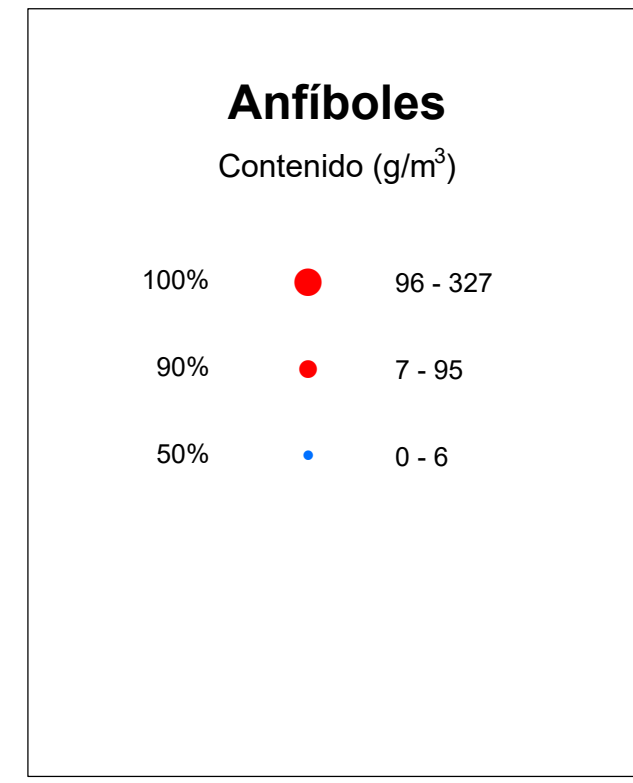 Anfíboles
Contenido (g/m³)
100% 96 - 327
90% 7 - 95
50% 0 - 6